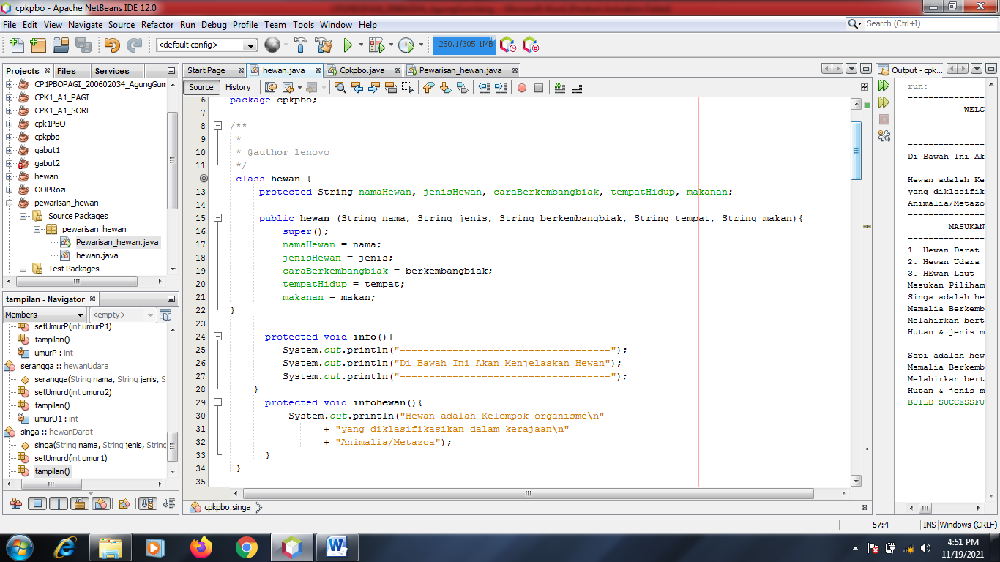 cpkpbo - Apache NetBeans IDE 12.0
File Edit View Navigate Source Refactor Run Debug Profile Team Tools Window Help
Search (Ctrl+I)
<default config>
250.1/305.1MB
Projects Files Services
CP1PBOPAGI_200602034_AgungGum
CPK1_A1_PAGI
CPK1_A1_SORE
cpk1PBO
cpkpbo
gabut1
gabut2
hewan
OOPRozi
pewarisan_hewan
Source Packages
pewarisan_hewan
Pewarisan_hewan.java
hewan.java
Test Packages
tampilan - Navigator
Members <empty>
setUmurP(int umurP1)
tampilan()
umurP : int
serangga :: hewanUdara
serangga(String nama, String jenis, S
setUmurd(int umuru2)
tampilan()
umurU1 : int
singa :: hewanDarat
singa(String nama, String jenis, String
setUmurd(int umur1)
tampilan()
Start Page hewan.java Cpkpbo.java Pewarisan_hewan.java
Source History
6 package cpkpbo;
7
8 /**
9 *
10 * @author lenovo
11 */
class hewan {
13 protected String namaHewan, jenisHewan, caraBerkembangbiak, tempatHidup, makanan;
14
15 public hewan (String nama, String jenis, String berkembangbiak, String tempat, String makan){
16 super();
17 namaHewan = nama;
18 jenisHewan = jenis;
19 caraBerkembangbiak = berkembangbiak;
20 tempatHidup = tempat;
21 makanan = makan;
22 }
23
24 protected void info(){
25 System.out.println("------------------------------------");
26 System.out.println("Di Bawah Ini Akan Menjelaskan Hewan");
27 System.out.println("------------------------------------");
28 }
29 protected void infohewan(){
30 System.out.println("Hewan adalah Kelompok organisme\n"
31 + "yang diklasifikasikan dalam kerajaan\n"
32 + "Animalia/Metazoa");
33 }
34 }
35
cpkpbo.singa
Output - cpk...
run:
----------------
WELC
----------------
----------------
Di Bawah Ini Ak
----------------
Hewan adalah Ke
yang diklasifik
Animalia/Metazo
----------------
MASUKAN
----------------
1. Hewan Darat
2. Hewan Udara
3. HEwan Laut
Masukan Piliham
Singa adalah he
Mamalia Berkemb
Melahirkan bert
Hutan & jenis m
Sapi adalah hew
Mamalia Berkemb
Melahirkan bert
Hutan & jenis m
BUILD SUCCESSFU
57:4 INS Windows (CRLF)
4:51 PM
11/19/2021